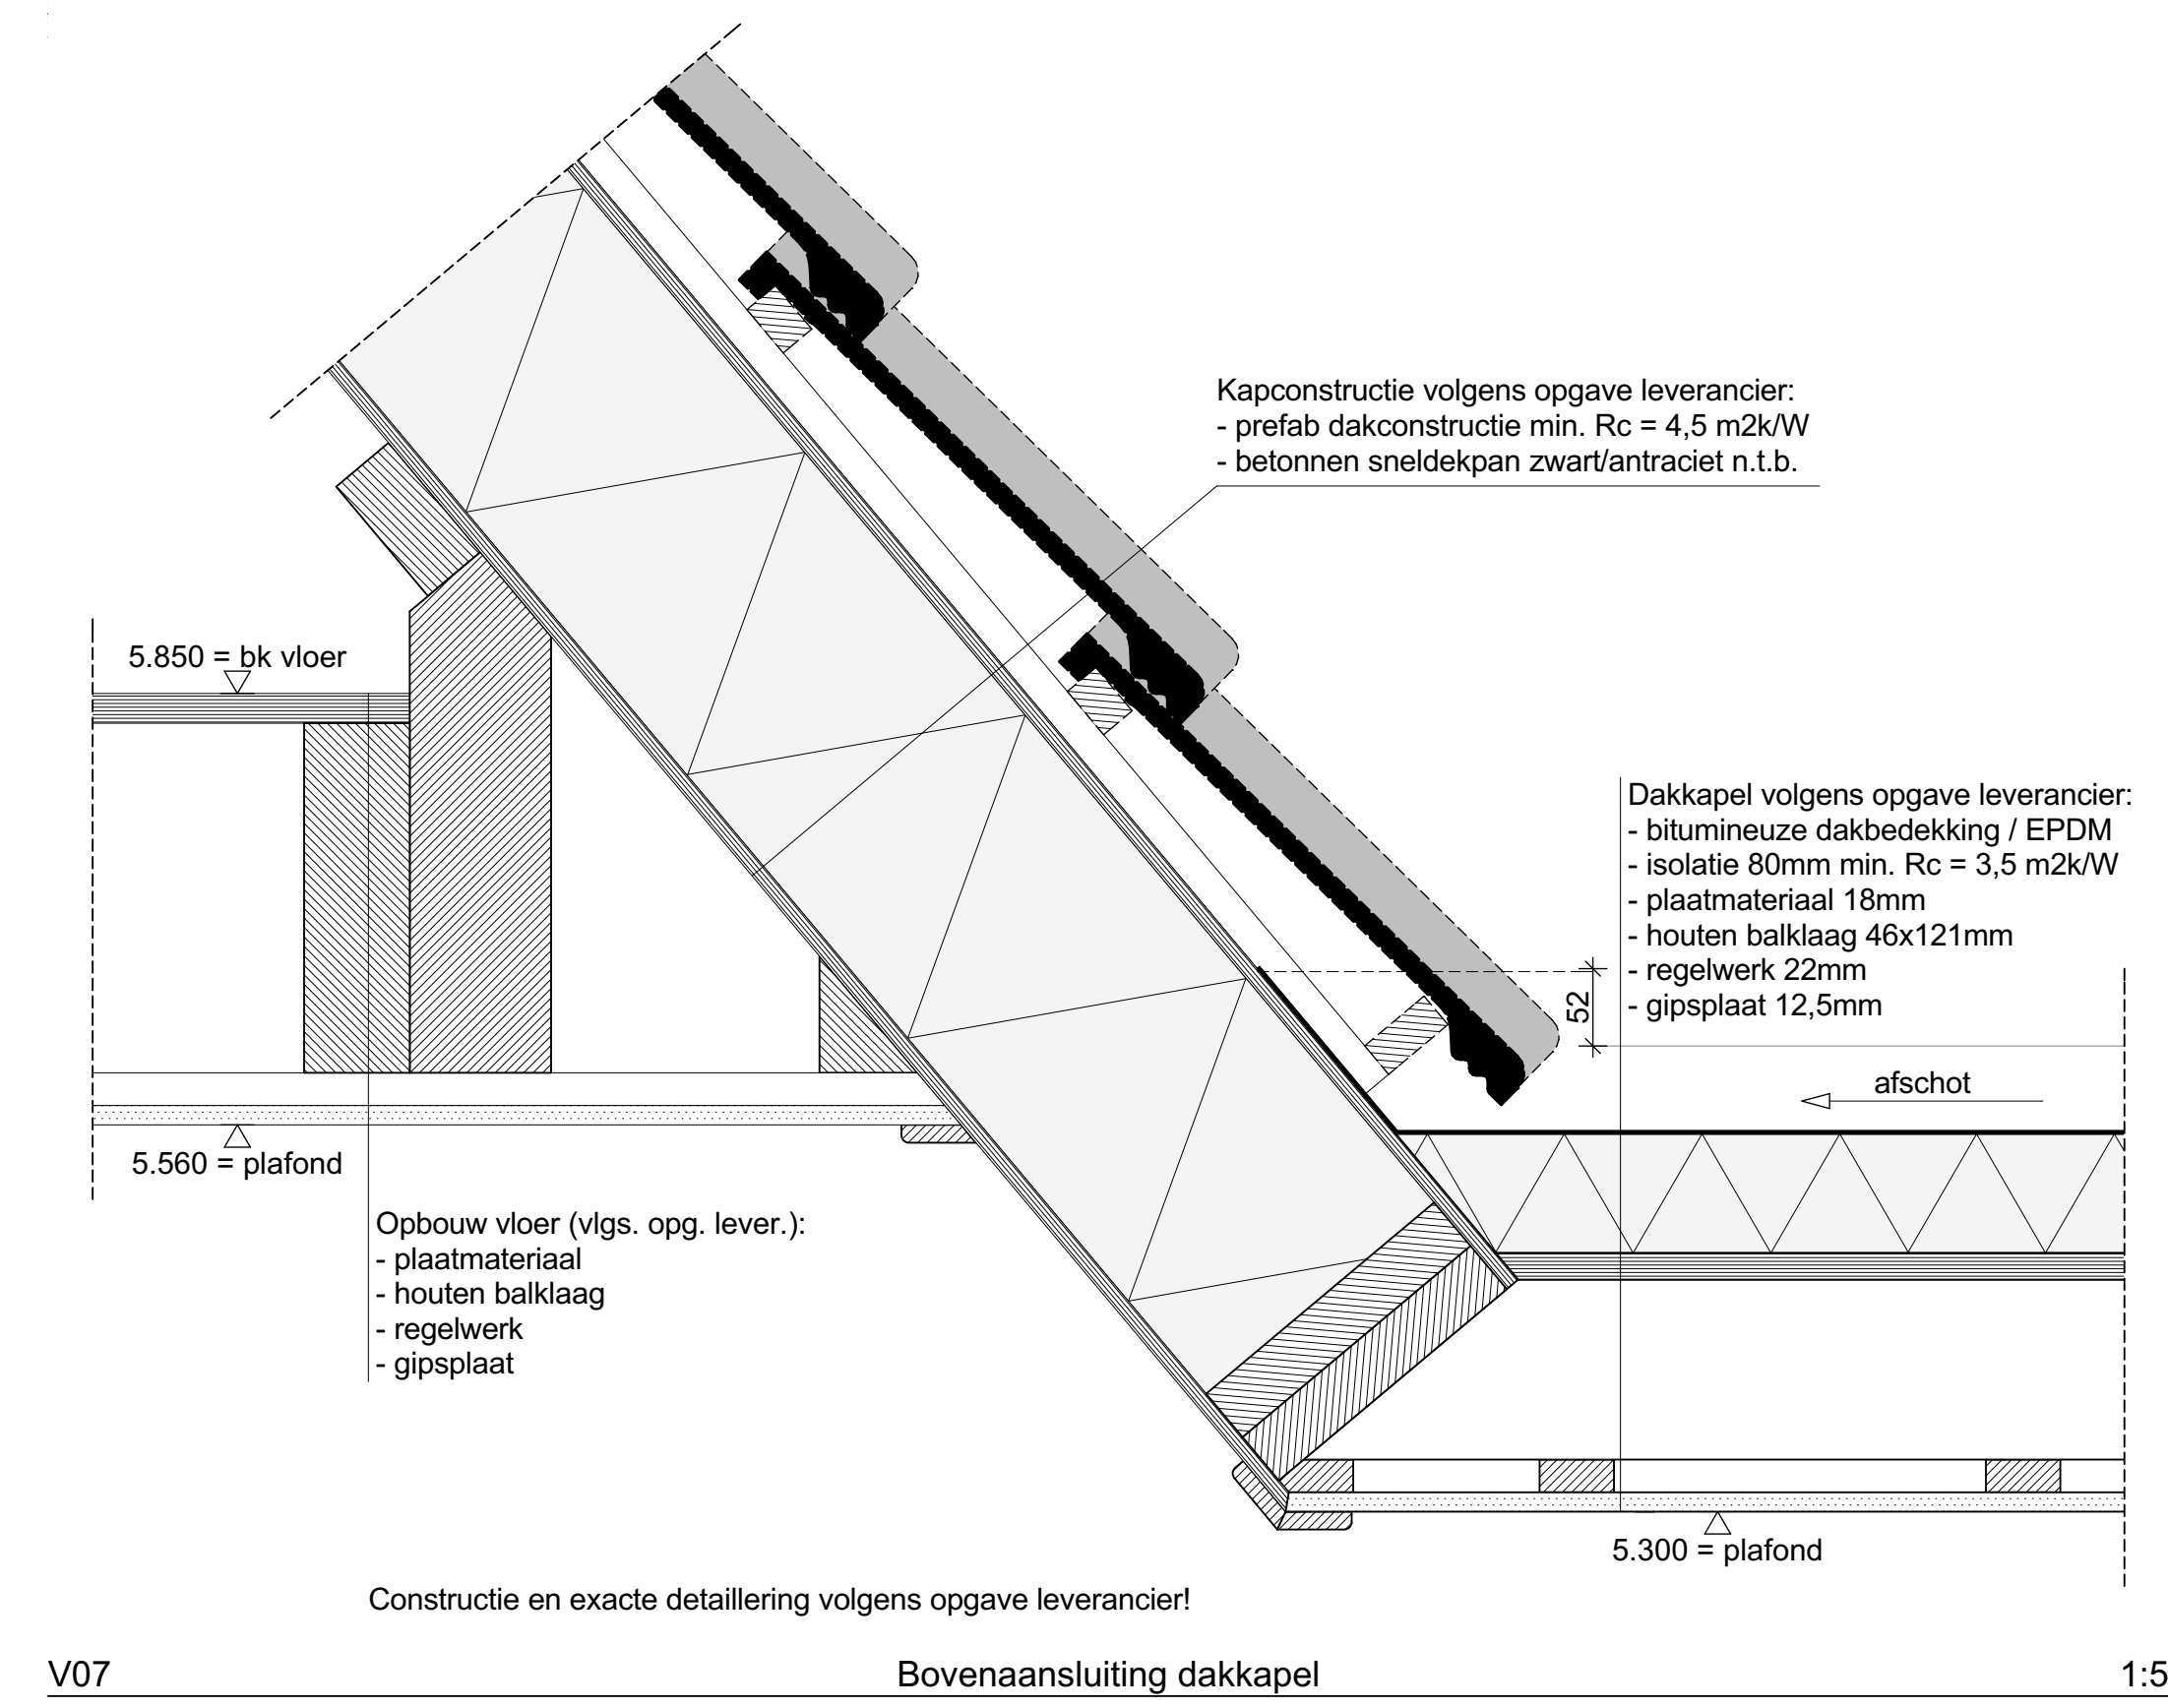 Kapconstructie volgens opgave leverancier:
- prefab dakconstructie min. Rc = 4,5 m2k/W
- betonnen sneldekpan zwart/antraciet n.t.b.
5.850 = bk vloer
Dakkapel volgens opgave leverancier:
- bitumineuze dakbedekking / EPDM
- isolatie 80mm min. Rc = 3,5 m2k/W
- plaatmateriaal 18mm
- houten balklaag 46x121mm
- regelwerk 22mm
- gipsplaat 12,5mm
52
afschot
5.560 = plafond
Opbouw vloer (vlgs. opg. lever.):
- plaatmateriaal
- houten balklaag
- regelwerk
- gipsplaat
5.300 = plafond
Constructie en exacte detaillering volgens opgave leverancier!
V07 Bovenaansluiting dakkapel 1:5